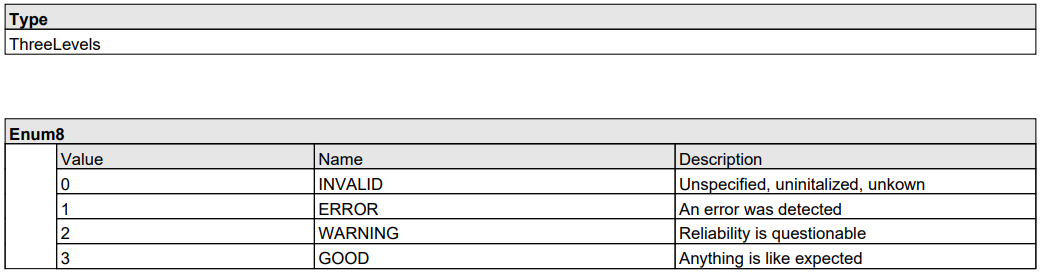 Type
ThreeLevels
Enum8
Value Name Description
0 INVALID Unspecified, uninitalized, unkown
1 ERROR An error was detected
2 WARNING Reliability is questionable
3 GOOD Anything is like expected